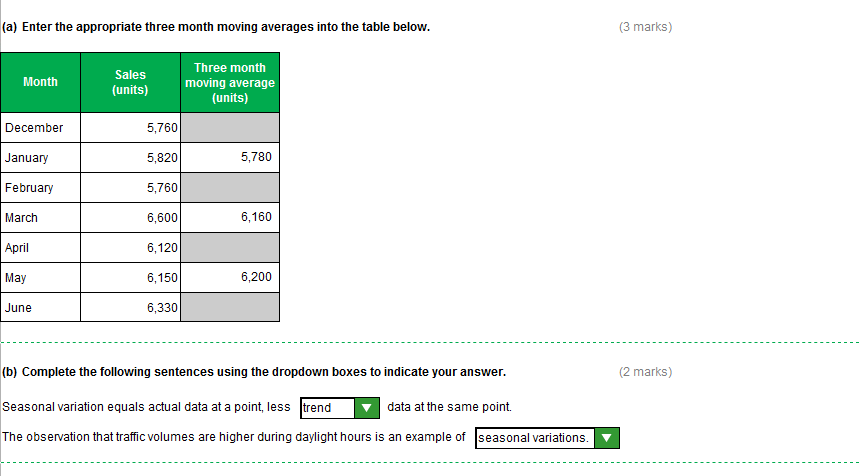 (a) Enter the appropriate three month moving averages into the table below. (3 marks)
Month Sales (units) Three month moving average (units)
December 5,760
January 5,820 5,780
February 5,760
March 6,600 6,160
April 6,120
May 6,150 6,200
June 6,330
(b) Complete the following sentences using the dropdown boxes to indicate your answer. (2 marks)
Seasonal variation equals actual data at a point, less trend data at the same point.
The observation that traffic volumes are higher during daylight hours is an example of seasonal variations.